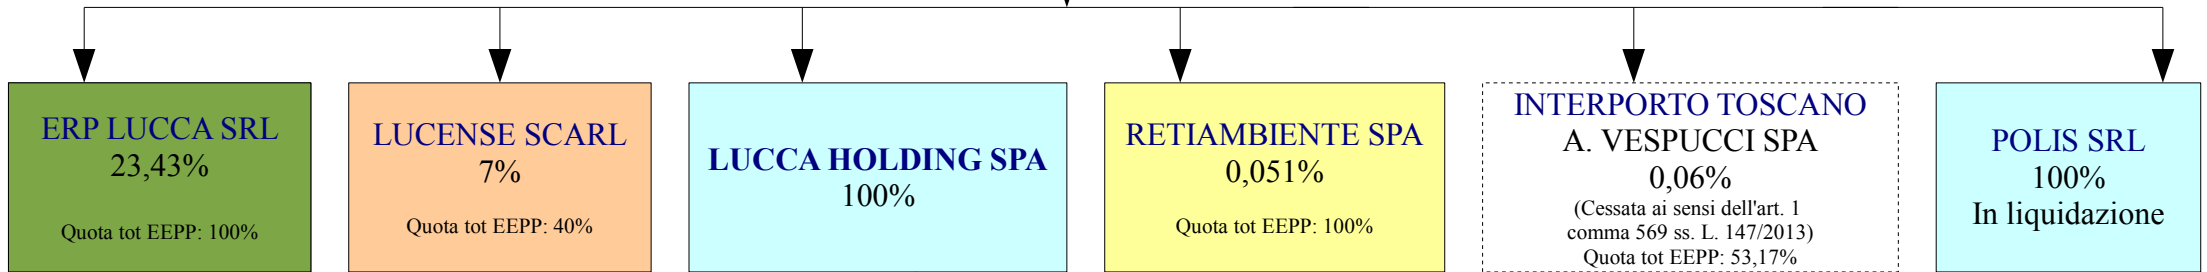 ERP LUCCA SRL
23,43%
Quota tot EEPP: 100%
LUCENSE SCARL
7%
Quota tot EEPP: 40%
LUCCA HOLDING SPA
100%
RETIAMBIENTE SPA
0,051%
Quota tot EEPP: 100%
INTERPORTO TOSCANO
A. VESPUCCI SPA
0,06%
(Cessata ai sensi dell'art. 1
comma 569 ss. L. 147/2013)
Quota tot EEPP: 53,17%
POLIS SRL
100%
In liquidazione